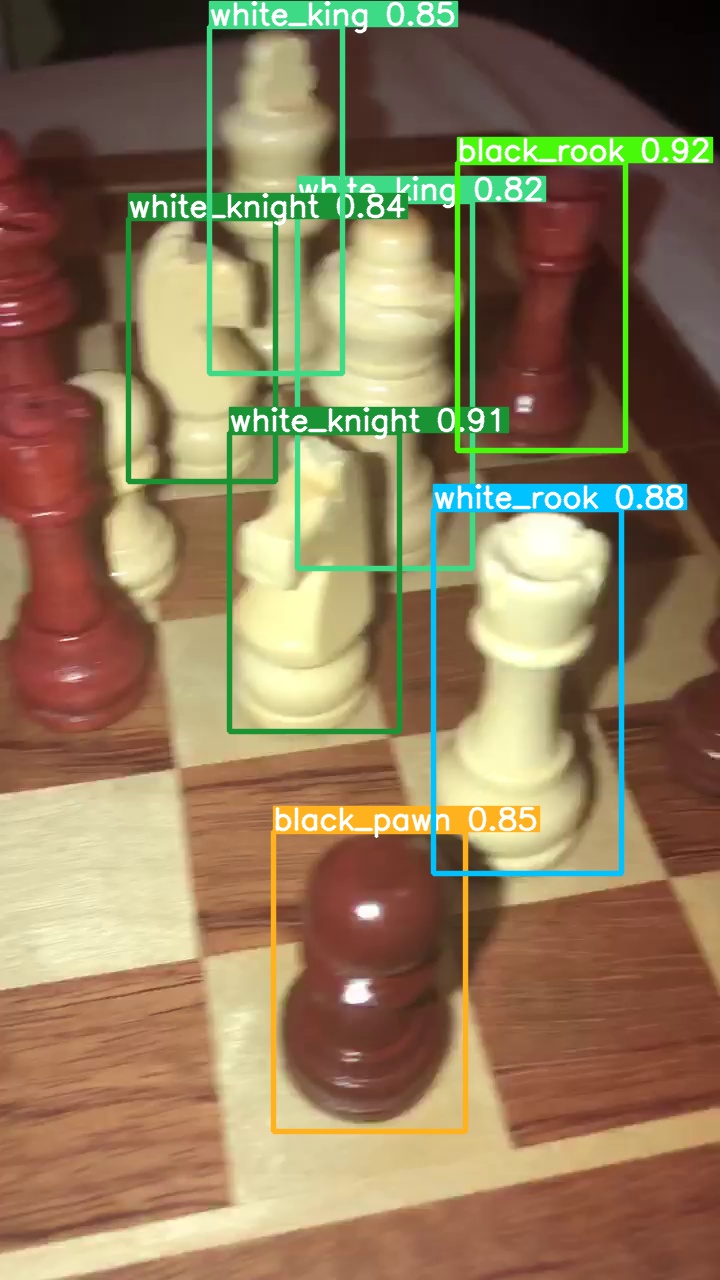 white_king 0.85
black_rook 0.92
white_king 0.82
white_knight 0.84
white_knight 0.91
white_rook 0.88
black_pawn 0.85